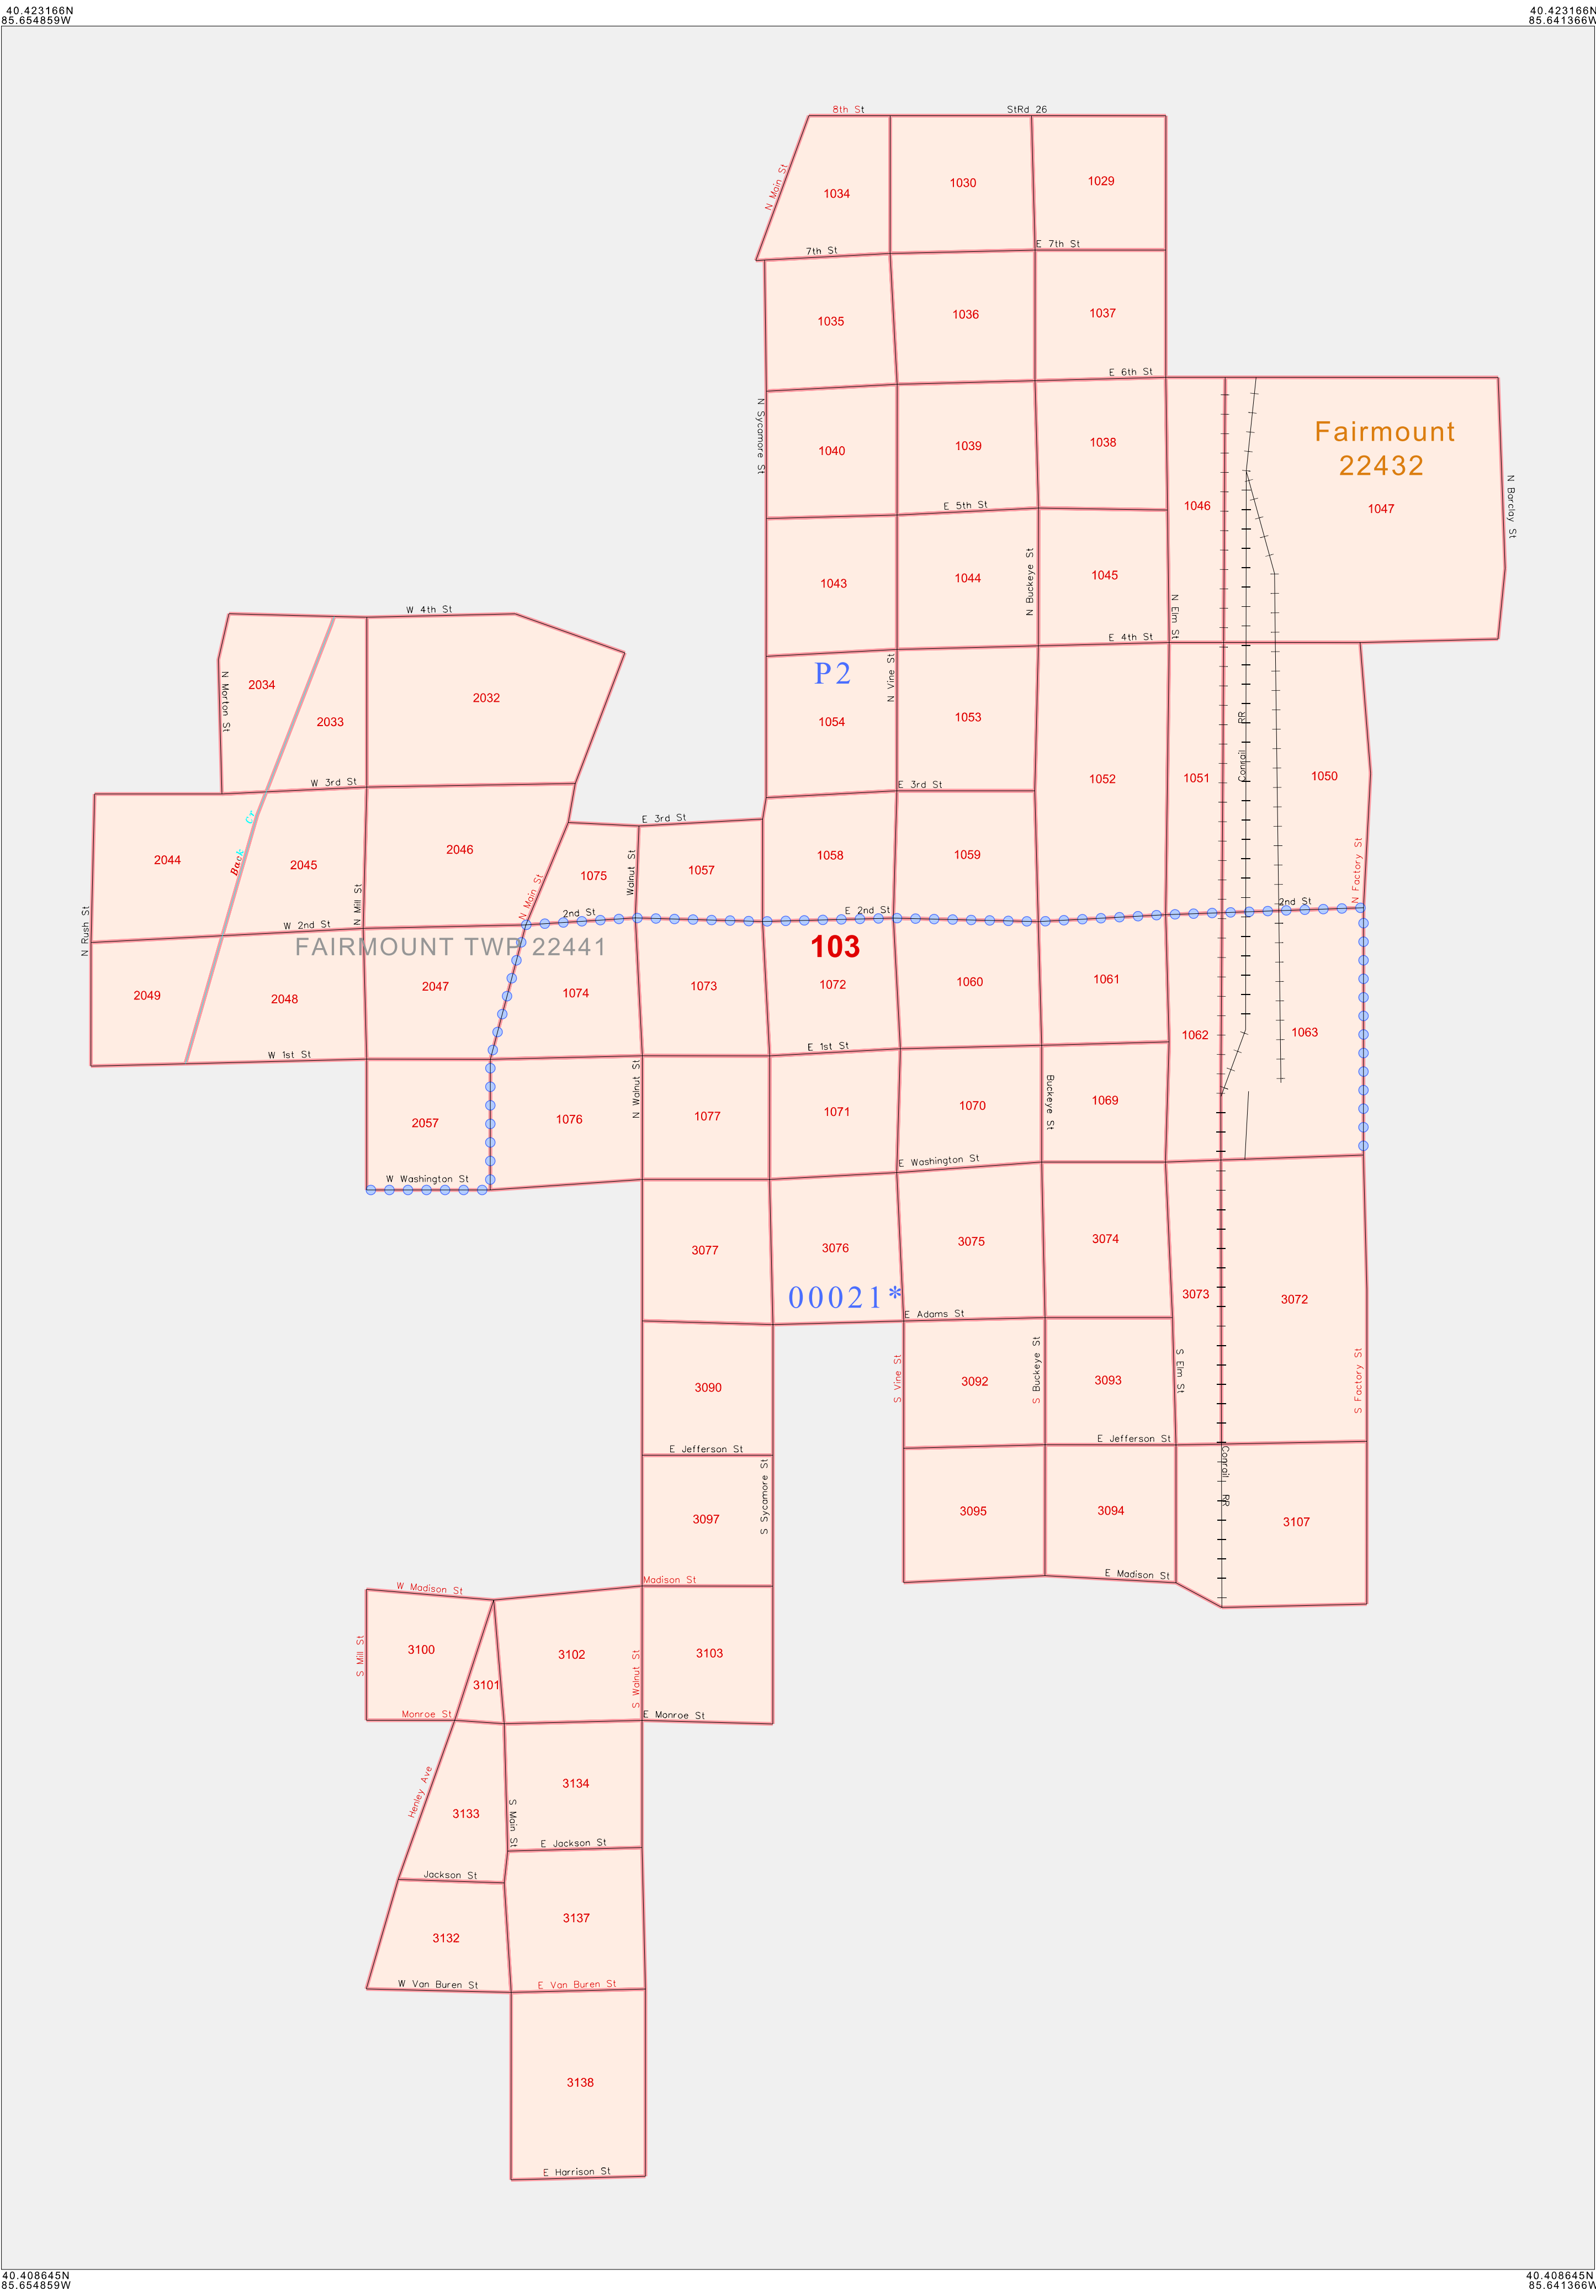 40.423166N
85.654859W
40.423166N
85.641366W
8th St
StRd 26
N Main St
1034
1030
1029
7th St
E 7th St
1035
1036
1037
E 6th St
N Sycamore St
1040
1039
1038
Fairmount
22432
1046
1047
N Barclay St
E 5th St
1043
1044
N Buckeye St
1045
N Elm St
W 4th St
E 4th St
N Morton St
2034
2033
2032
P2
N Vine St
1054
1053
Conrail RR
1052
1051
1050
W 3rd St
E 3rd St
E 3rd St
Back Cr
2044
2045
2046
1075
Walnut St
1057
1058
1059
N Factory St
N Rush St
N Mill St
N Main St
W 2nd St
2nd St
E 2nd St
2nd St
FAIRMOUNT TWP 22441
103
2049
2048
2047
1074
1073
1072
1060
1061
1062
1063
W 1st St
E 1st St
2057
1076
N Walnut St
1077
1071
1070
Buckeye St
1069
W Washington St
E Washington St
3077
3076
3075
3074
3073
3072
00021*
E Adams St
3090
S Vine St
3092
S Buckeye St
3093
S Elm St
S Factory St
E Jefferson St
E Jefferson St
3097
S Sycamore St
3095
3094
Conrail RR
3107
W Madison St
Madison St
E Madison St
S Mill St
3100
3101
3102
S Walnut St
3103
Monroe St
E Monroe St
Henley Ave
3133
S Main St
3134
E Jackson St
Jackson St
3132
3137
W Van Buren St
E Van Buren St
3138
E Harrison St
40.408645N
85.654859W
40.408645N
85.641366W